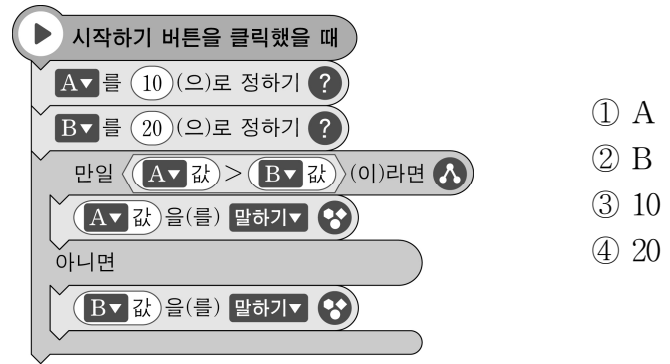 시작하기 버튼을 클릭했을 때
A▼ 를 10 (으)로 정하기 ?
B▼ 를 20 (으)로 정하기 ?
만일 A▼ 값 > B▼ 값 (이)라면
A▼ 값 을(를) 말하기▼
아니면
B▼ 값 을(를) 말하기▼
① A
② B
③ 10
④ 20